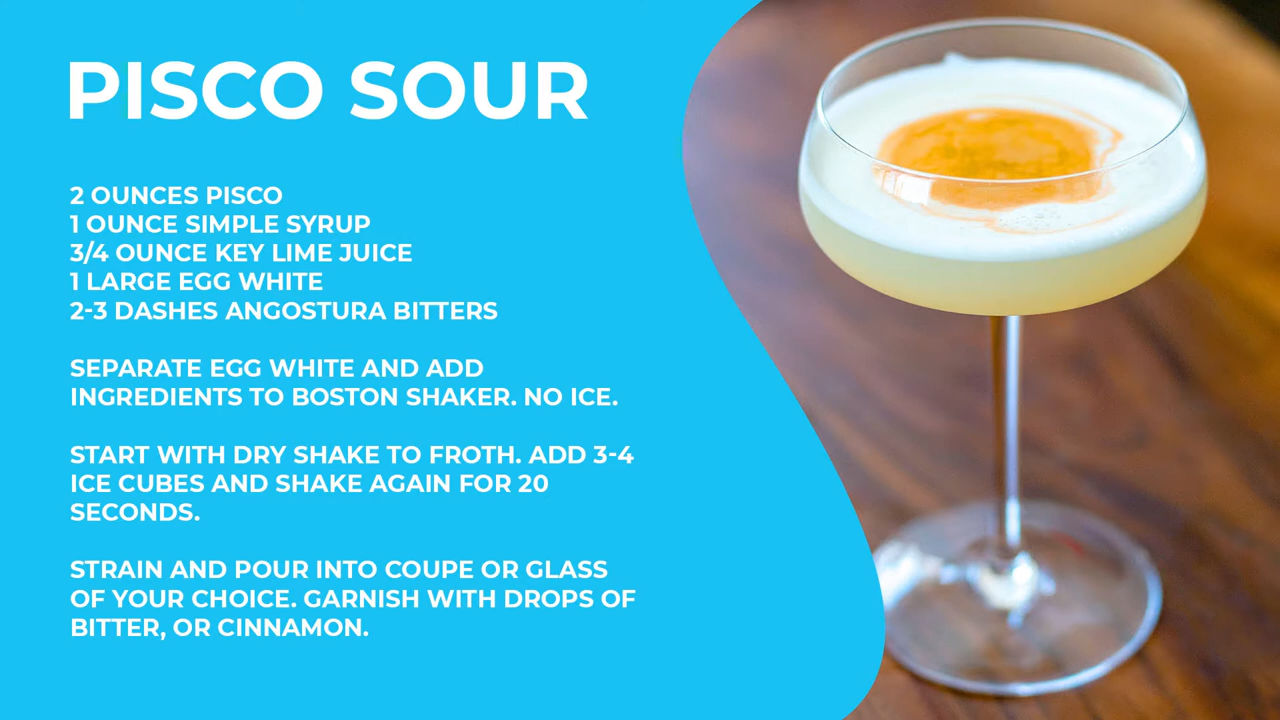 PISCO SOUR
2 OUNCES PISCO
1 OUNCE SIMPLE SYRUP
3/4 OUNCE KEY LIME JUICE
1 LARGE EGG WHITE
2-3 DASHES ANGOSTURA BITTERS
SEPARATE EGG WHITE AND ADD
INGREDIENTS TO BOSTON SHAKER. NO ICE.
START WITH DRY SHAKE TO FROTH. ADD 3-4
ICE CUBES AND SHAKE AGAIN FOR 20
SECONDS.
STRAIN AND POUR INTO COUPE OR GLASS
OF YOUR CHOICE. GARNISH WITH DROPS OF
BITTER, OR CINNAMON.